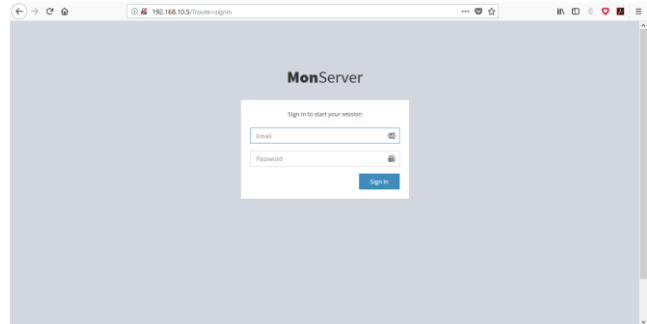 192.168.10.5/?route=signin
MonServer
Sign in to start your session
Email
Password
Sign In